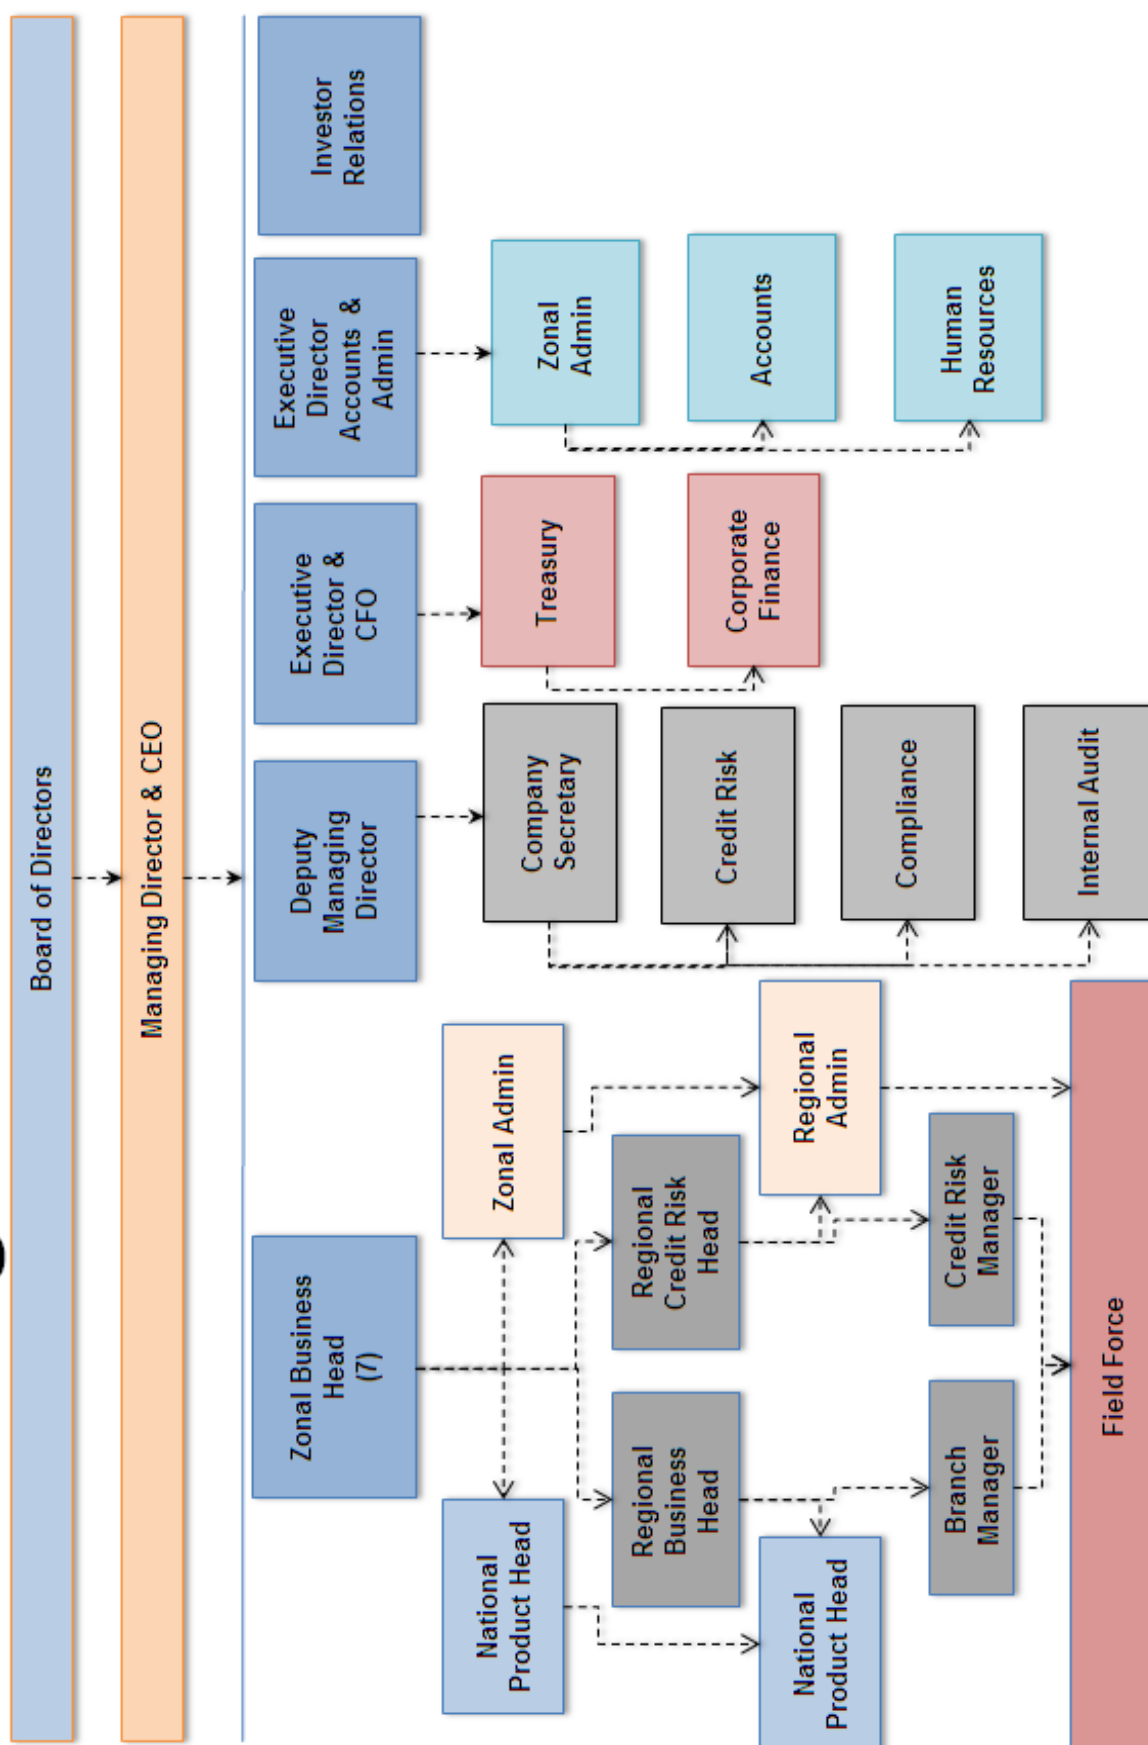 Board of Directors
Managing Director & CEO
Zonal Business
Head
(7)
Deputy
Managing
Director
Executive
Director &
CFO
Executive
Director
Accounts &
Admin
Investor
Relations
National
Product Head
Zonal Admin
Company
Secretary
Treasury
Zonal
Admin
Regional
Business
Head
Regional
Credit Risk
Head
Credit Risk
Corporate
Finance
Accounts
National
Product Head
Regional
Admin
Compliance
Human
Resources
Branch
Manager
Credit Risk
Manager
Internal Audit
Field Force